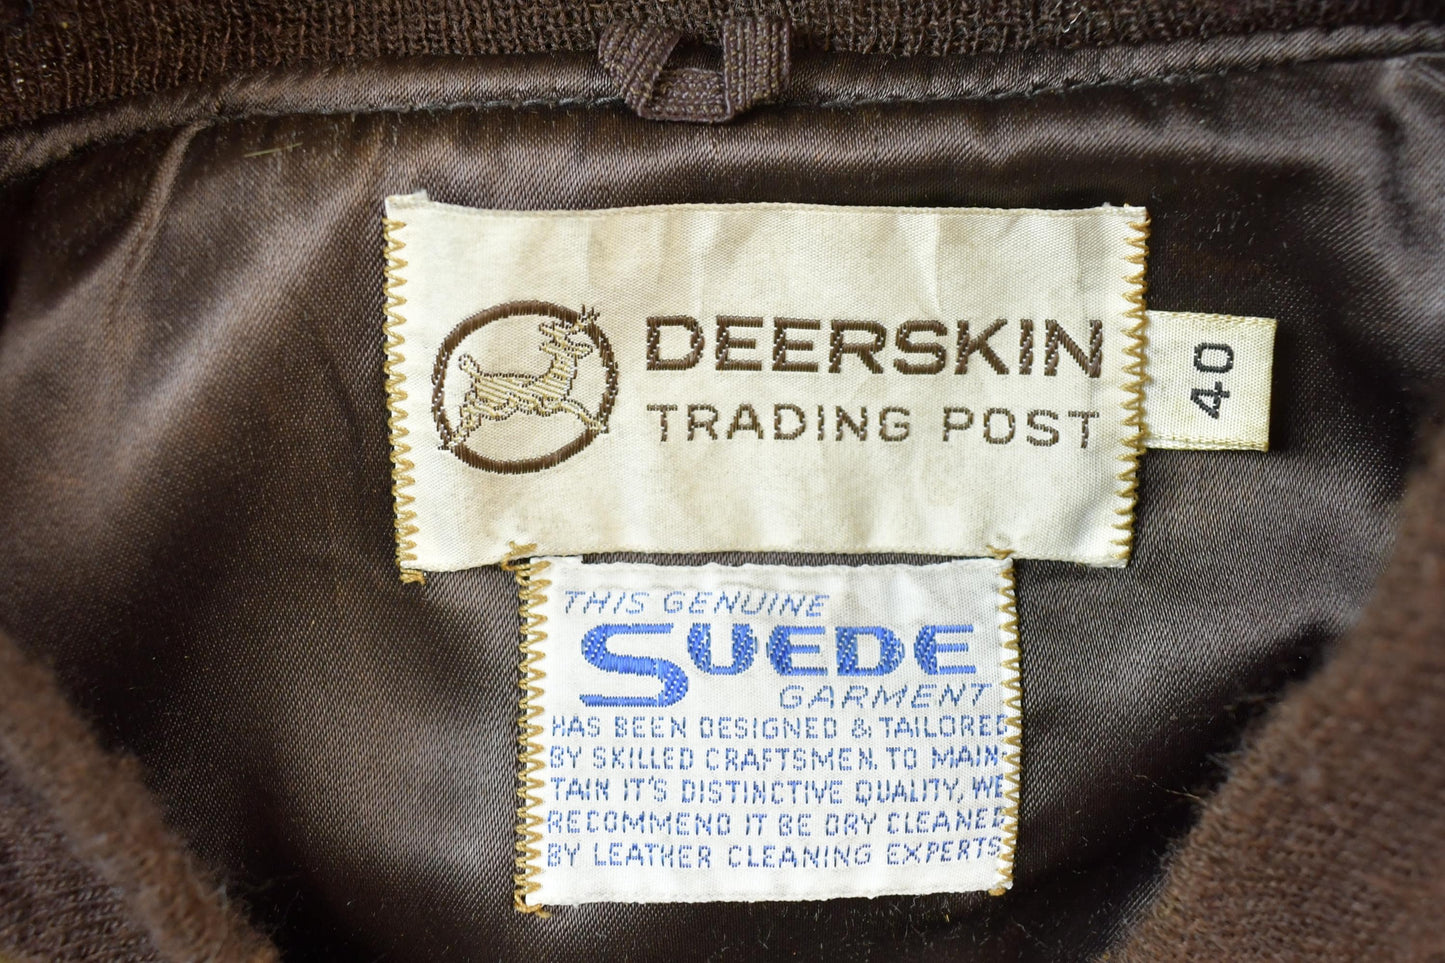 DEERSKIN
TRADING POST
40
THIS GENUINE
SUEDE
GARMENT
HAS BEEN DESIGNED & TAILORED
BY SKILLED CRAFTSMEN. TO MAIN-
TAIN IT'S DISTINCTIVE QUALITY, WE
RECOMMEND IT BE DRY CLEANED
BY LEATHER CLEANING EXPERTS